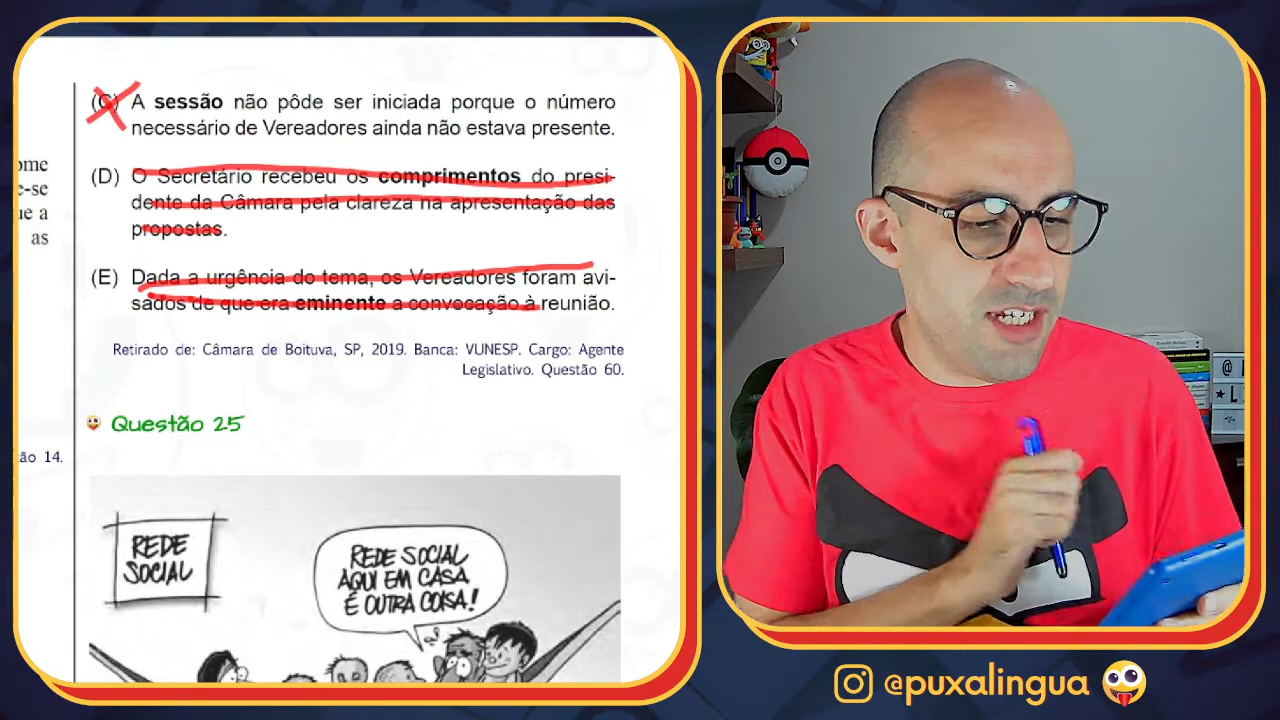 (C) A sessão não pôde ser iniciada porque o número
necessário de Vereadores ainda não estava presente.
ome
e-se
ue a
as
(D) O Secretário recebeu os comprimentos do presi-
dente da Câmara pela clareza na apresentação das
propostas.
(E) Dada a urgência do tema, os Vereadores foram avi-
sados de que era eminente a convocação à reunião.
Retirado de: Câmara de Boituva, SP, 2019. Banca: VUNESP. Cargo: Agente
Legislativo. Questão 60.
Questão 25
ão 14.
REDE
SOCIAL
REDE SOCIAL
AQUI EM CASA
É OUTRA COISA!
@puxalingua